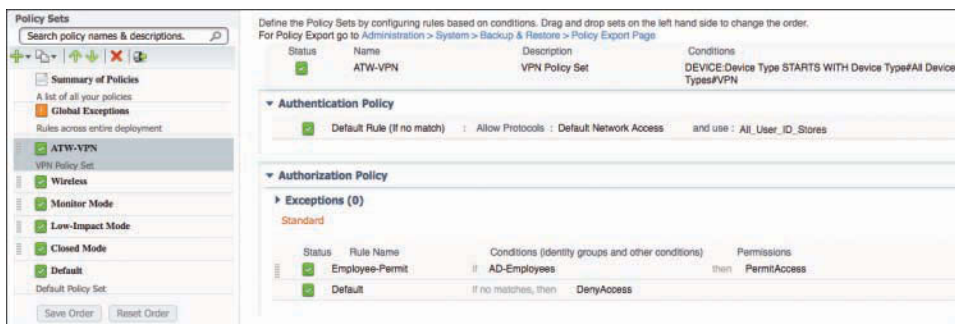 Policy Sets
Search policy names & descriptions.
Summary of Policies
A list of all your policies
Global Exceptions
Rules across entire deployment
ATW-VPN
VPN Policy Set
Wireless
Monitor Mode
Low-Impact Mode
Closed Mode
Default
Default Policy Set
Save Order Reset Order
Define the Policy Sets by configuring rules based on conditions. Drag and drop sets on the left hand side to change the order.
For Policy Export go to Administration > System > Backup & Restore > Policy Export Page
Status Name Description Conditions
ATW-VPN VPN Policy Set DEVICE:Device Type STARTS WITH Device Type#All Device
Types#VPN
Authentication Policy
Default Rule (If no match) : Allow Protocols : Default Network Access and use : All_User_ID_Stores
Authorization Policy
Exceptions (0)
Standard
Status Rule Name Conditions (identity groups and other conditions) Permissions
Employee-Permit if AD-Employees then PermitAccess
Default If no matches, then DenyAccess